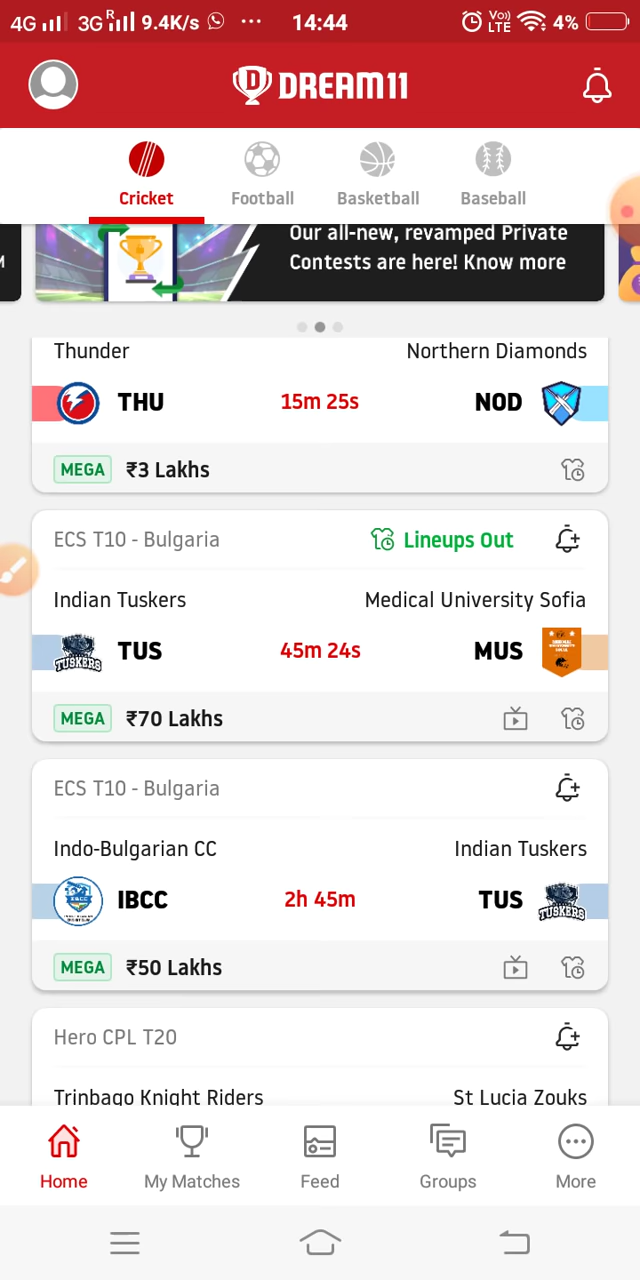 4G 3G R 9.4K/s ... 14:44 Vo) LTE 4%
DREAM11
Cricket Football Basketball Baseball
M
Our all-new, revamped Private
Contests are here! Know more
Thunder Northern Diamonds
THU 15m 25s NOD
MEGA ₹3 Lakhs
ECS T10 - Bulgaria Lineups Out
Indian Tuskers Medical University Sofia
TUSKERS TUS 45m 24s MUS
MEGA ₹70 Lakhs
ECS T10 - Bulgaria
Indo-Bulgarian CC Indian Tuskers
IBCC 2h 45m TUS TUSKERS
MEGA ₹50 Lakhs
Hero CPL T20
Trinbago Knight Riders St Lucia Zouks
Home My Matches Feed Groups More